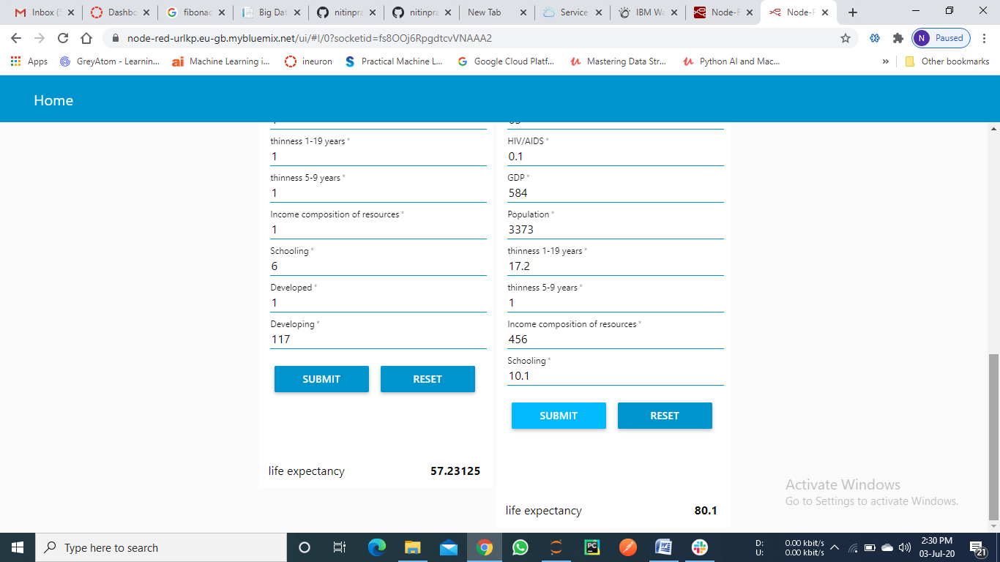 Inbox (
Dashbo
fibonac
Big Dat
nitinpra
nitinpra
New Tab
Service
IBM Wa
Node-R
Node-R
node-red-urlkp.eu-gb.mybluemix.net/ui/#!/0?socketid=fs8OOj6RpgdtcvVNAAA2
N Paused
Apps
GreyAtom - Learnin...
Machine Learning i...
ineuron
Practical Machine L...
Google Cloud Platf...
Mastering Data Str...
Python AI and Mac...
»
Other bookmarks
Home
thinness 1-19 years *
1
thinness 5-9 years *
1
Income composition of resources *
1
Schooling *
6
Developed *
1
Developing *
117
SUBMIT RESET
life expectancy 57.23125
HIV/AIDS *
0.1
GDP *
584
Population *
3373
thinness 1-19 years *
17.2
thinness 5-9 years *
1
Income composition of resources *
456
Schooling *
10.1
SUBMIT RESET
life expectancy 80.1
Activate Windows
Go to Settings to activate Windows.
Type here to search
D: 0.00 kbit/s
U: 0.00 kbit/s
2:30 PM
03-Jul-20
21